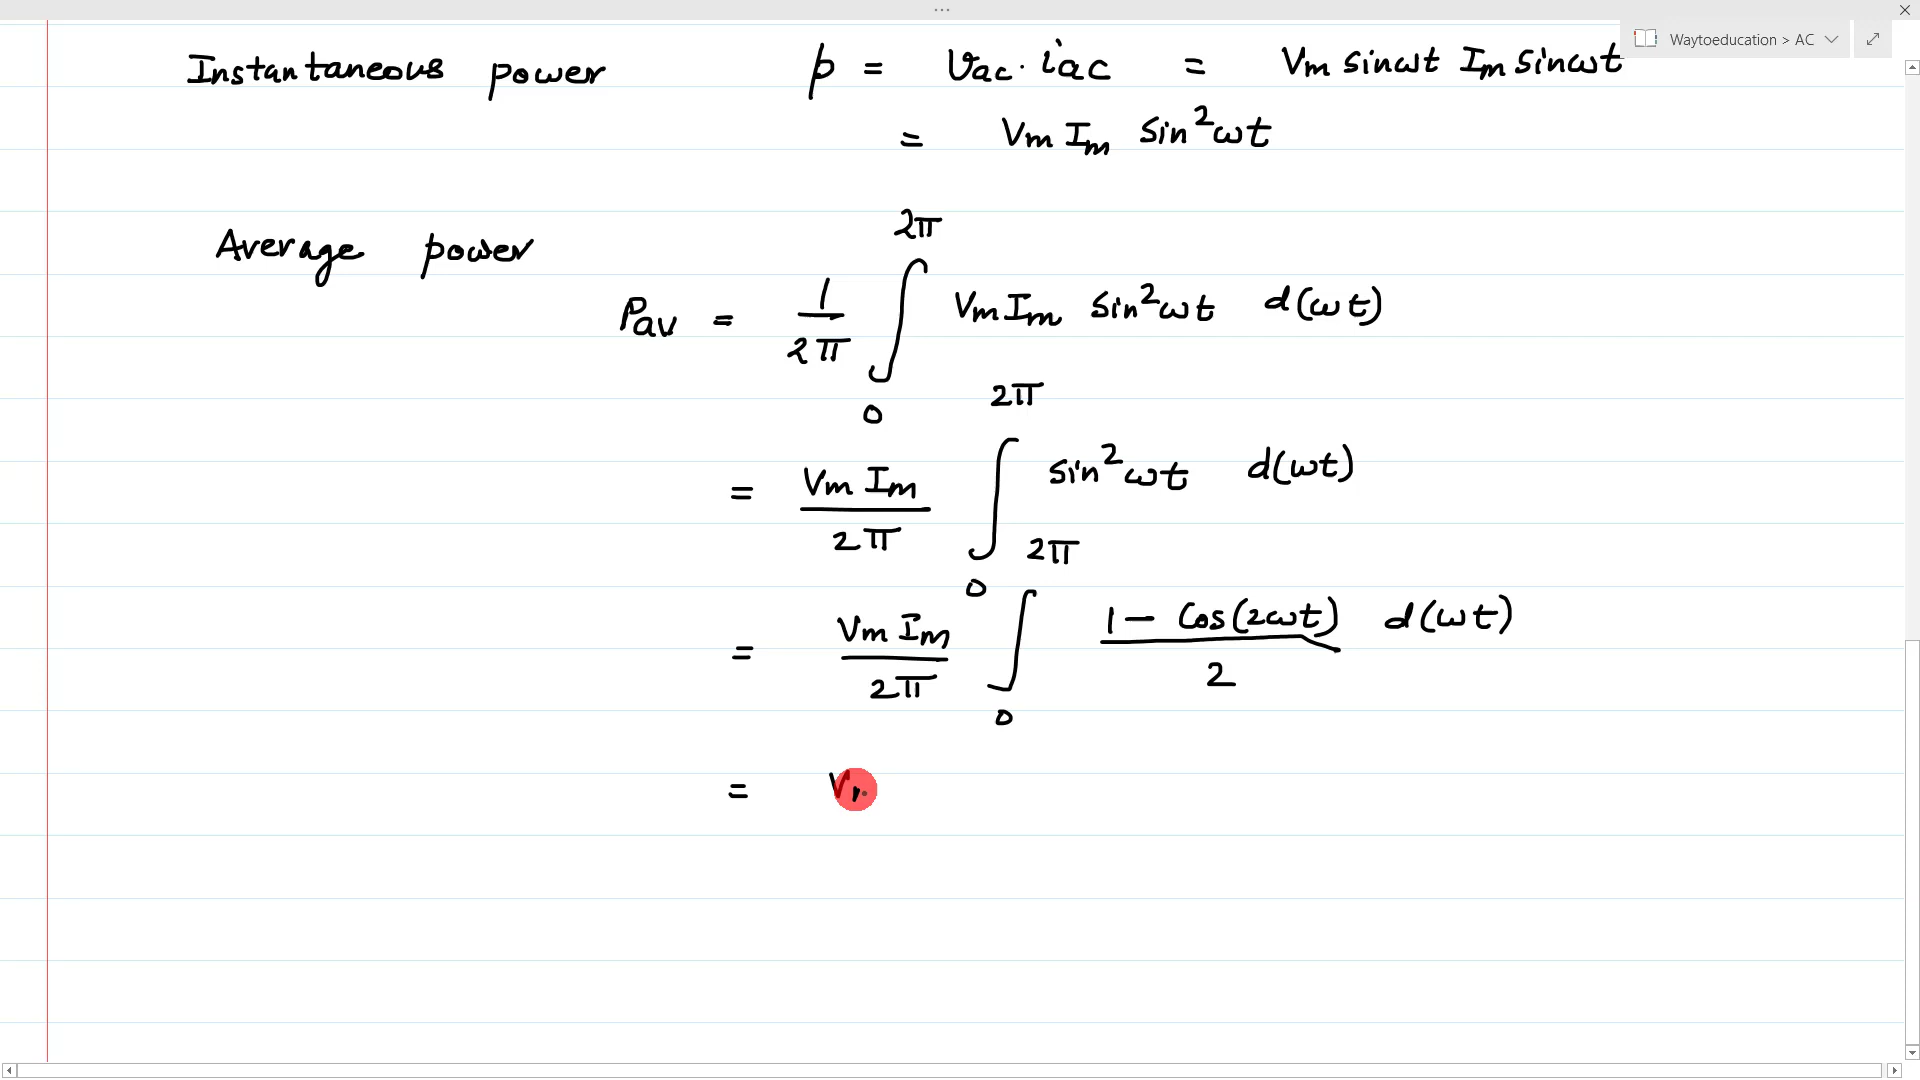 Waytoeducation > AC
Instantaneous power p = Vac · iac = Vm sinωt Im sinωt
= Vm Im sin²ωt
Average power
Pav = 1/2π ∫₀^2π Vm Im sin²ωt d(ωt)
= Vm Im/2π ∫₀^2π sin²ωt d(ωt)
= Vm Im/2π ∫₀^2π 1 - Cos(2ωt)/2 d(ωt)
= V